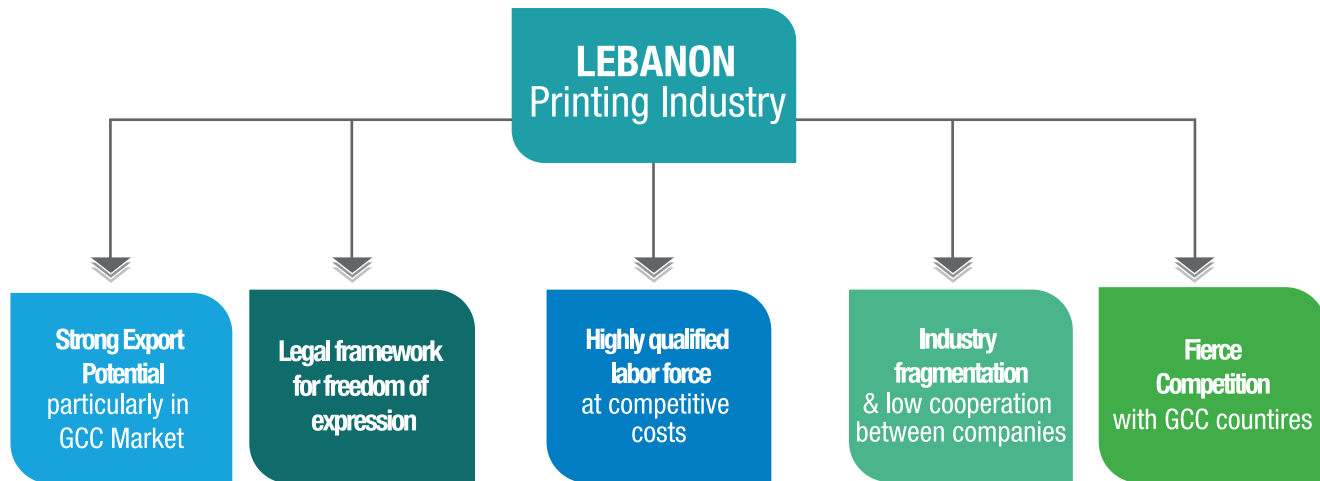 LEBANON
Printing Industry
Strong Export
Potential
particularly in
GCC Market
Legal framework
for freedom of
expression
Highly qualified
labor force
at competitive
costs
Industry
fragmentation
& low cooperation
between companies
Fierce
Competition
with GCC countires